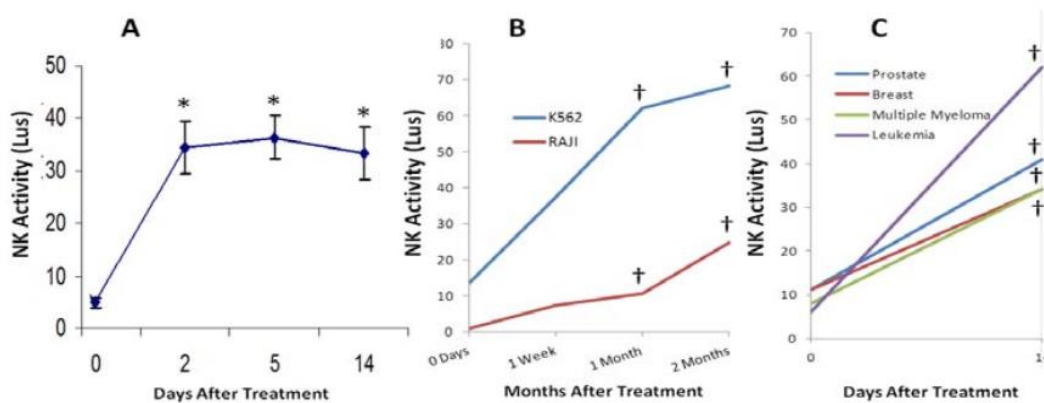 A
NK Activity (Lus)
50
40
30
20
10
0
*
*
*
0
2
5
14
Days After Treatment
B
NK Activity (Lus)
70
60
50
40
30
20
10
0
K562
RAJI
†
†
†
†
0 Days
1 Week
1 Month
2 Months
Months After Treatment
C
NK Activity (Lus)
70
60
50
40
30
20
10
0
Prostate
Breast
Multiple Myeloma
Leukemia
†
†
†
†
0
Days After Treatment